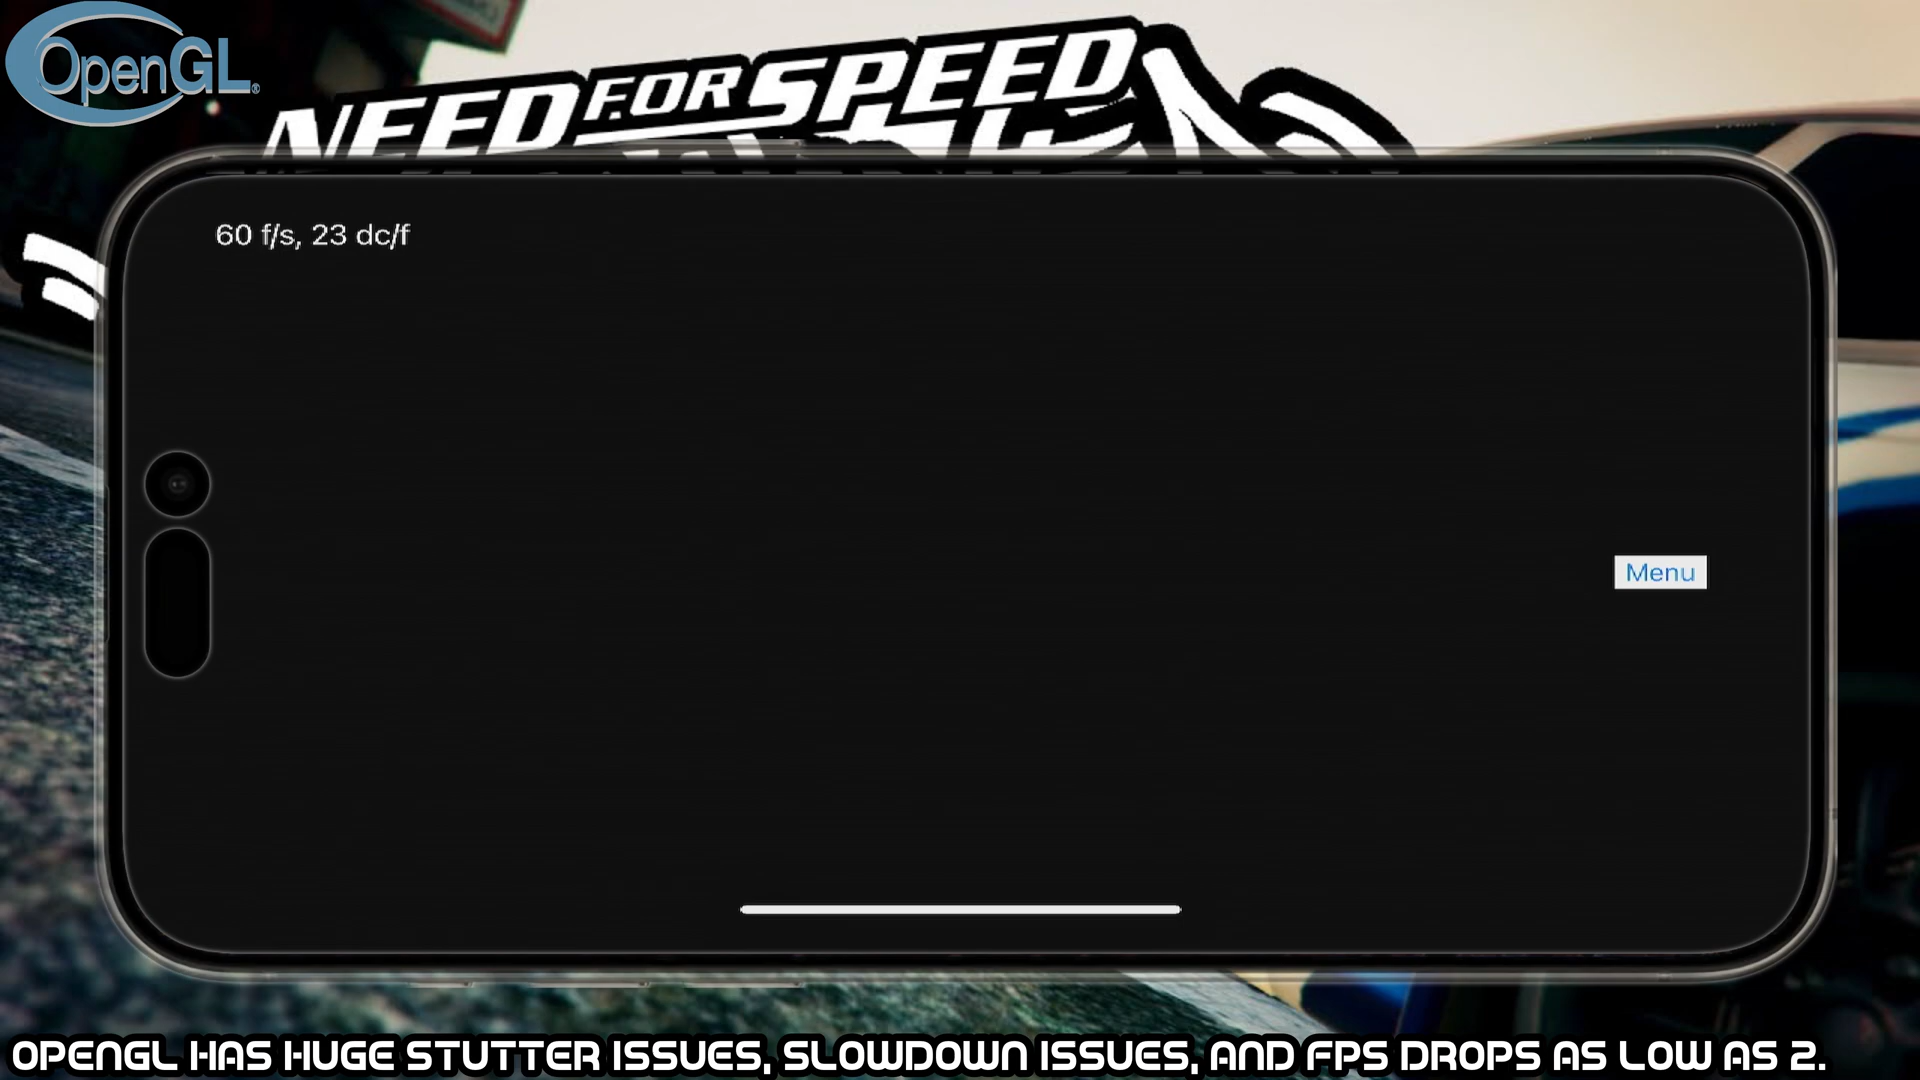 OpenGL®
NEED FOR SPEED
60 f/s, 23 dc/f
Menu
OPENGL HAS HUGE STUTTER ISSUES, SLOWDOWN ISSUES, AND FPS DROPS AS LOW AS 2.